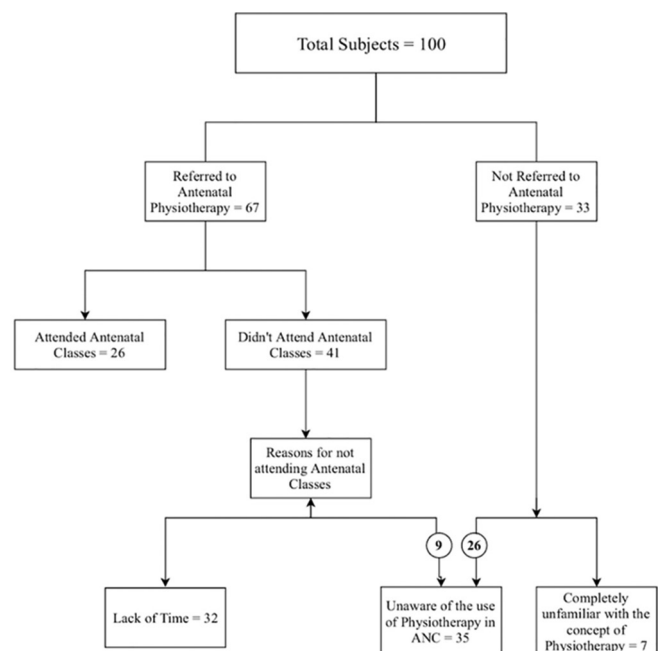 Total Subjects = 100
Referred to
Antenatal
Physiotherapy = 67
Not Referred to
Antenatal
Physiotherapy = 33
Attended Antenatal
Classes = 26
Didn't Attend Antenatal
Classes = 41
Reasons for not
attending Antenatal
Classes
9
26
Lack of Time = 32
Unaware of the use
of Physiotherapy in
ANC = 35
Completely
unfamiliar with the
concept of
Physiotherapy = 7